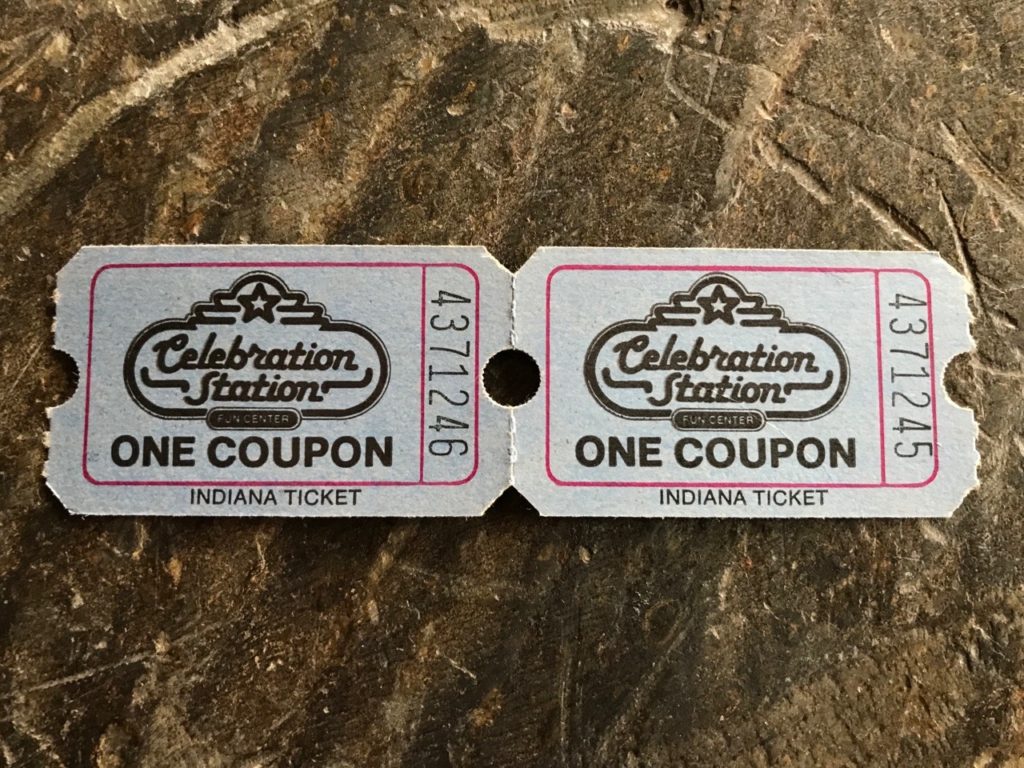 Celebration
Station
FUN CENTER
ONE COUPON
INDIANA TICKET
4371246
Celebration
Station
FUN CENTER
ONE COUPON
INDIANA TICKET
4371245